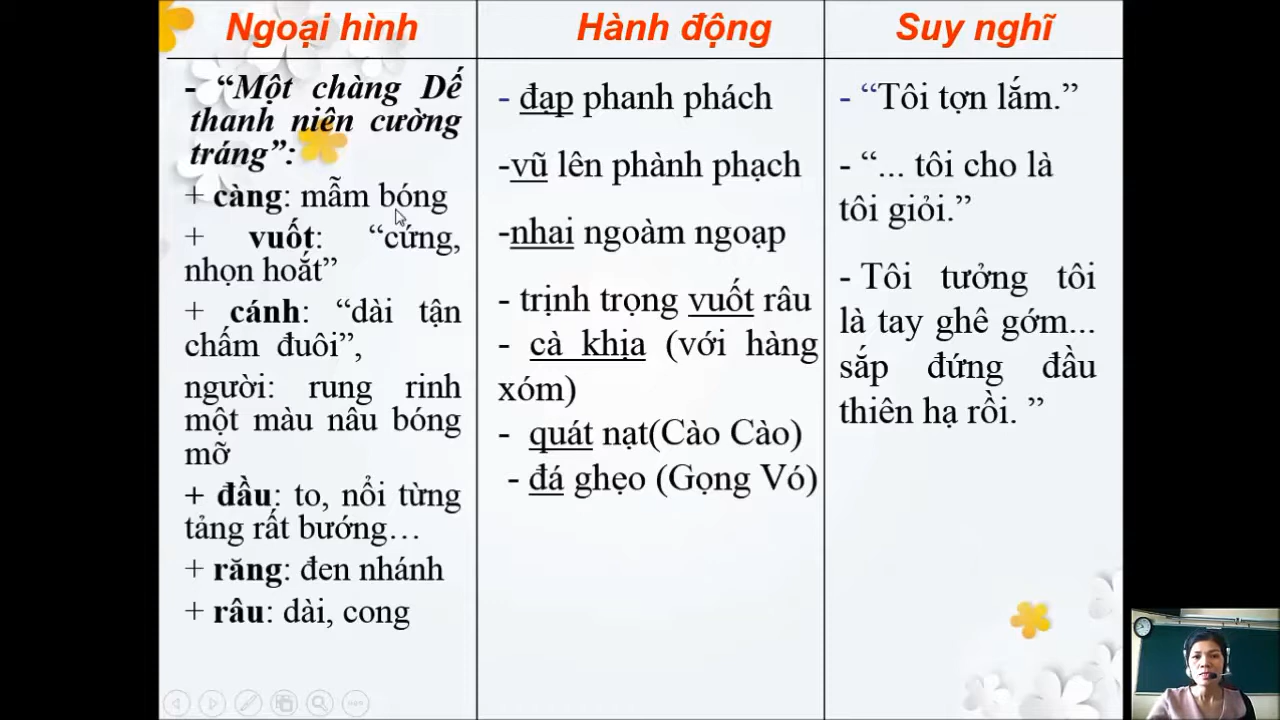 Ngoại hình
- “Một chàng Dế
thanh niên cường
tráng”:
+ càng: mẫm bóng
+ vuốt: “cứng,
nhọn hoắt”
+ cánh: “dài tận
chấm đuôi”,
người: rung rinh
một màu nâu bóng
mỡ
+ đầu: to, nổi từng
tảng rất bướng…
+ răng: đen nhánh
+ râu: dài, cong
Hành động
- đạp phanh phách
-vũ lên phành phạch
-nhai ngoàm ngoạp
- trịnh trọng vuốt râu
- cà khịa (với hàng
xóm)
- quát nạt(Cào Cào)
- đá ghẹo (Gọng Vó)
Suy nghĩ
- “Tôi tợn lắm.”
- “... tôi cho là
tôi giỏi.”
- Tôi tưởng tôi
là tay ghê gớm...
sắp đứng đầu
thiên hạ rồi. ”